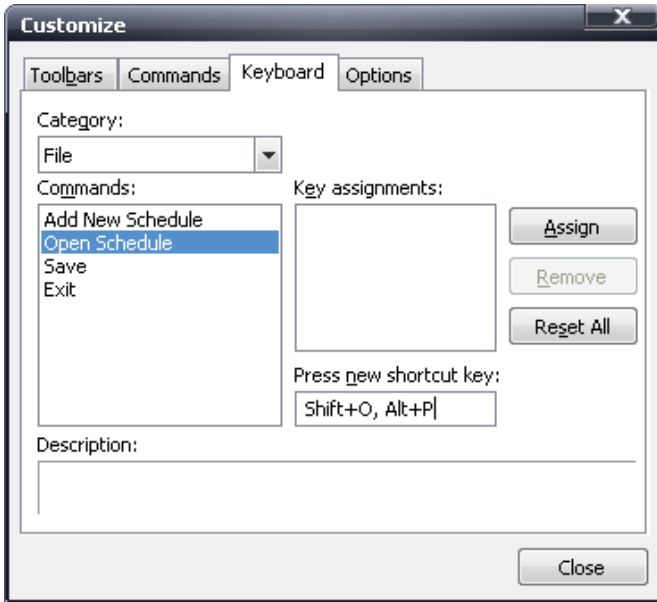 Customize
X
Toolbars Commands Keyboard Options
Category:
File
Commands: Key assignments:
Add New Schedule
Open Schedule
Save
Exit
Assign
Remove
Reset All
Press new shortcut key:
Shift+O, Alt+P
Description:
Close